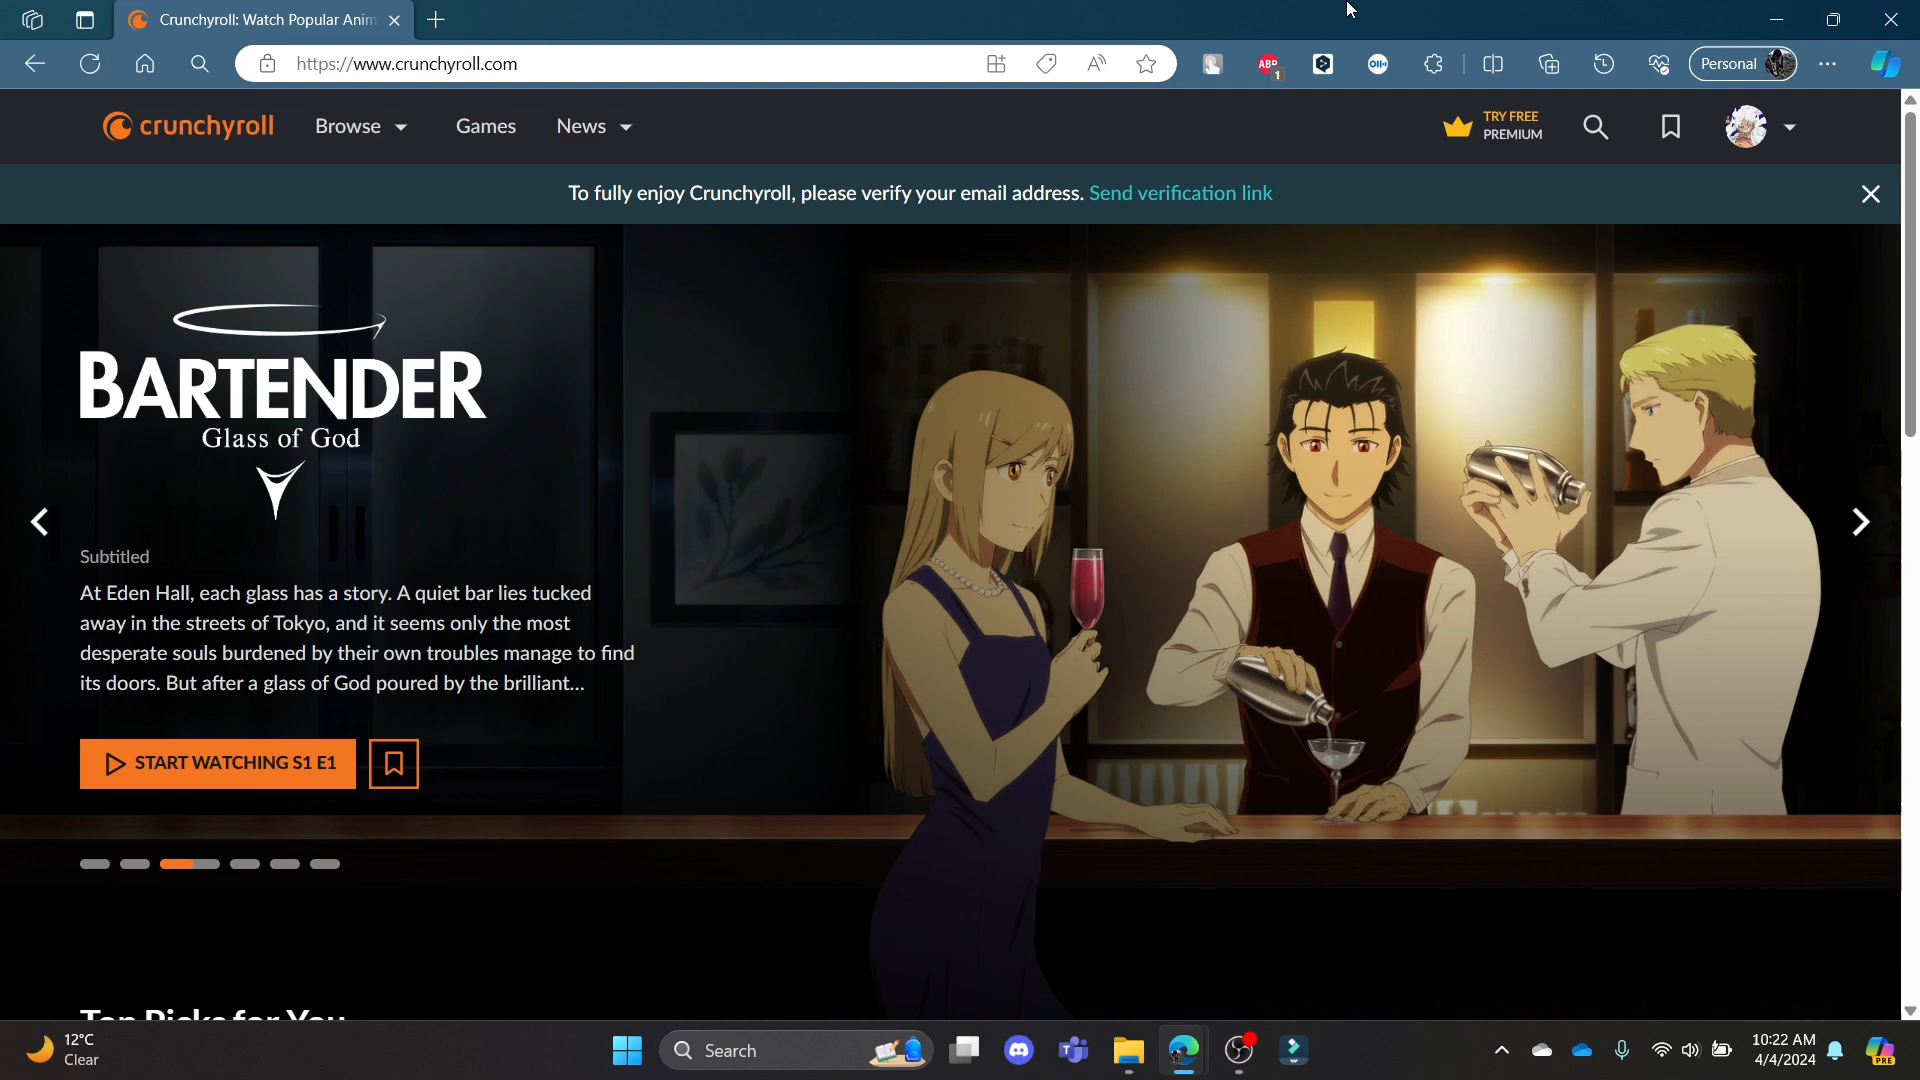 Crunchyroll: Watch Popular Anim
https://www.crunchyroll.com
ABP
1
Personal
crunchyroll
Browse
Games
News
TRY FREE
PREMIUM
To fully enjoy Crunchyroll, please verify your email address. Send verification link
BARTENDER
Glass of God
Subtitled
At Eden Hall, each glass has a story. A quiet bar lies tucked
away in the streets of Tokyo, and it seems only the most
desperate souls burdened by their own troubles manage to find
its doors. But after a glass of God poured by the brilliant...
START WATCHING S1 E1
Top Picks for You
12°C
Clear
Search
10:22 AM
4/4/2024
PRE